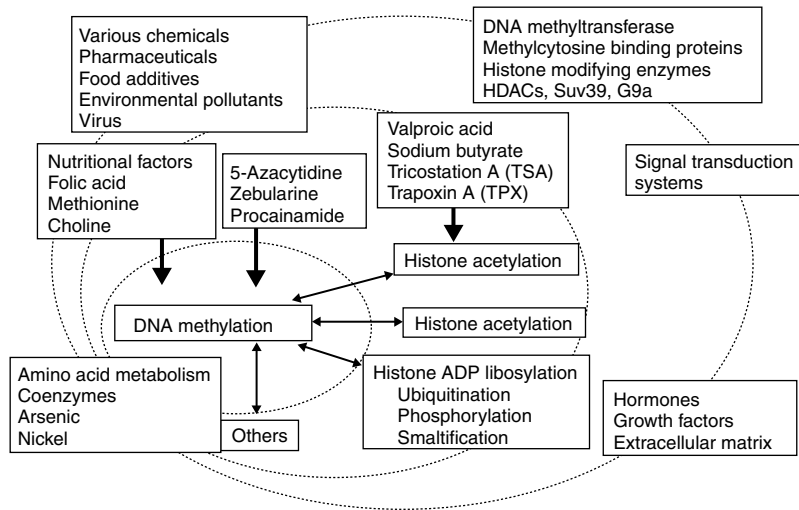 Various chemicals
Pharmaceuticals
Food additives
Environmental pollutants
Virus
DNA methyltransferase
Methylcytosine binding proteins
Histone modifying enzymes
HDACs, Suv39, G9a
Nutritional factors
Folic acid
Methionine
Choline
5-Azacytidine
Zebularine
Procainamide
Valproic acid
Sodium butyrate
Tricostation A (TSA)
Trapoxin A (TPX)
Signal transduction
systems
Histone acetylation
DNA methylation
Histone acetylation
Amino acid metabolism
Coenzymes
Arsenic
Nickel
Others
Histone ADP libosylation
Ubiquitination
Phosphorylation
Smaltification
Hormones
Growth factors
Extracellular matrix